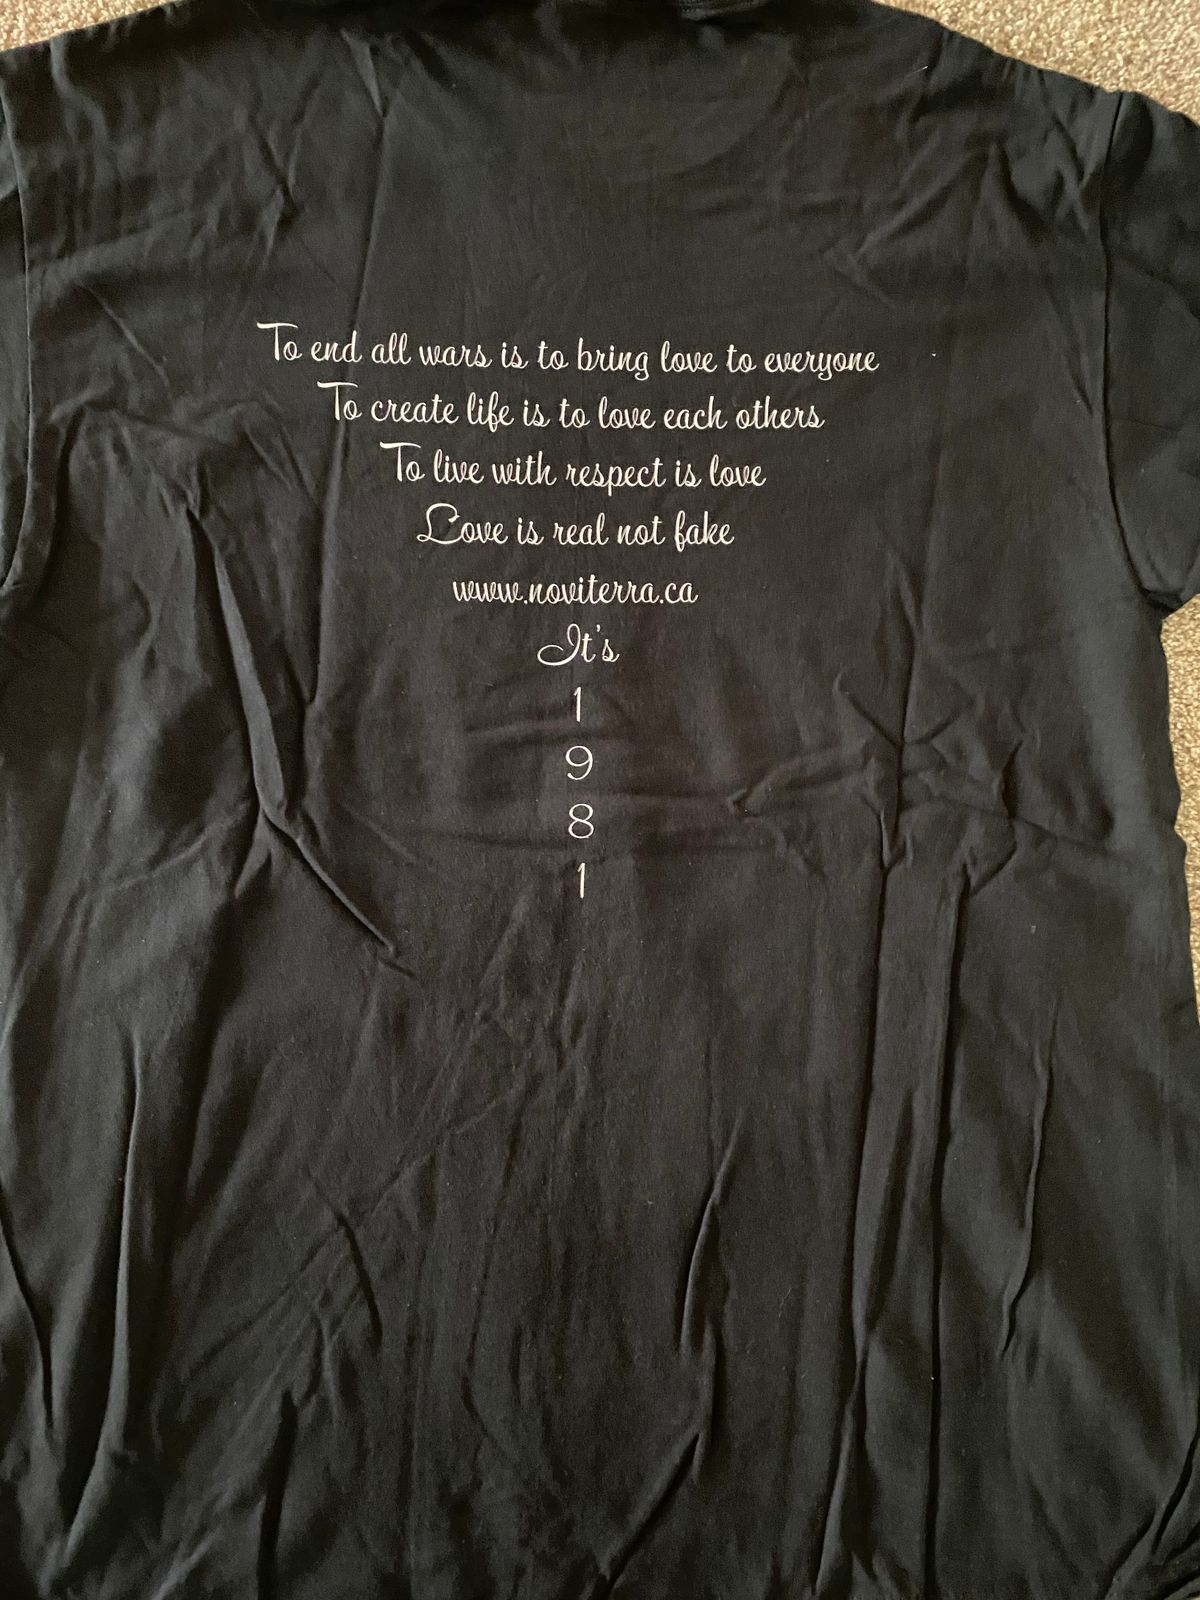 To end all wars is to bring love to everyone
To create life is to love each others
To live with respect is love
Love is real not fake
www.noviterra.ca
It's
1
9
8
1